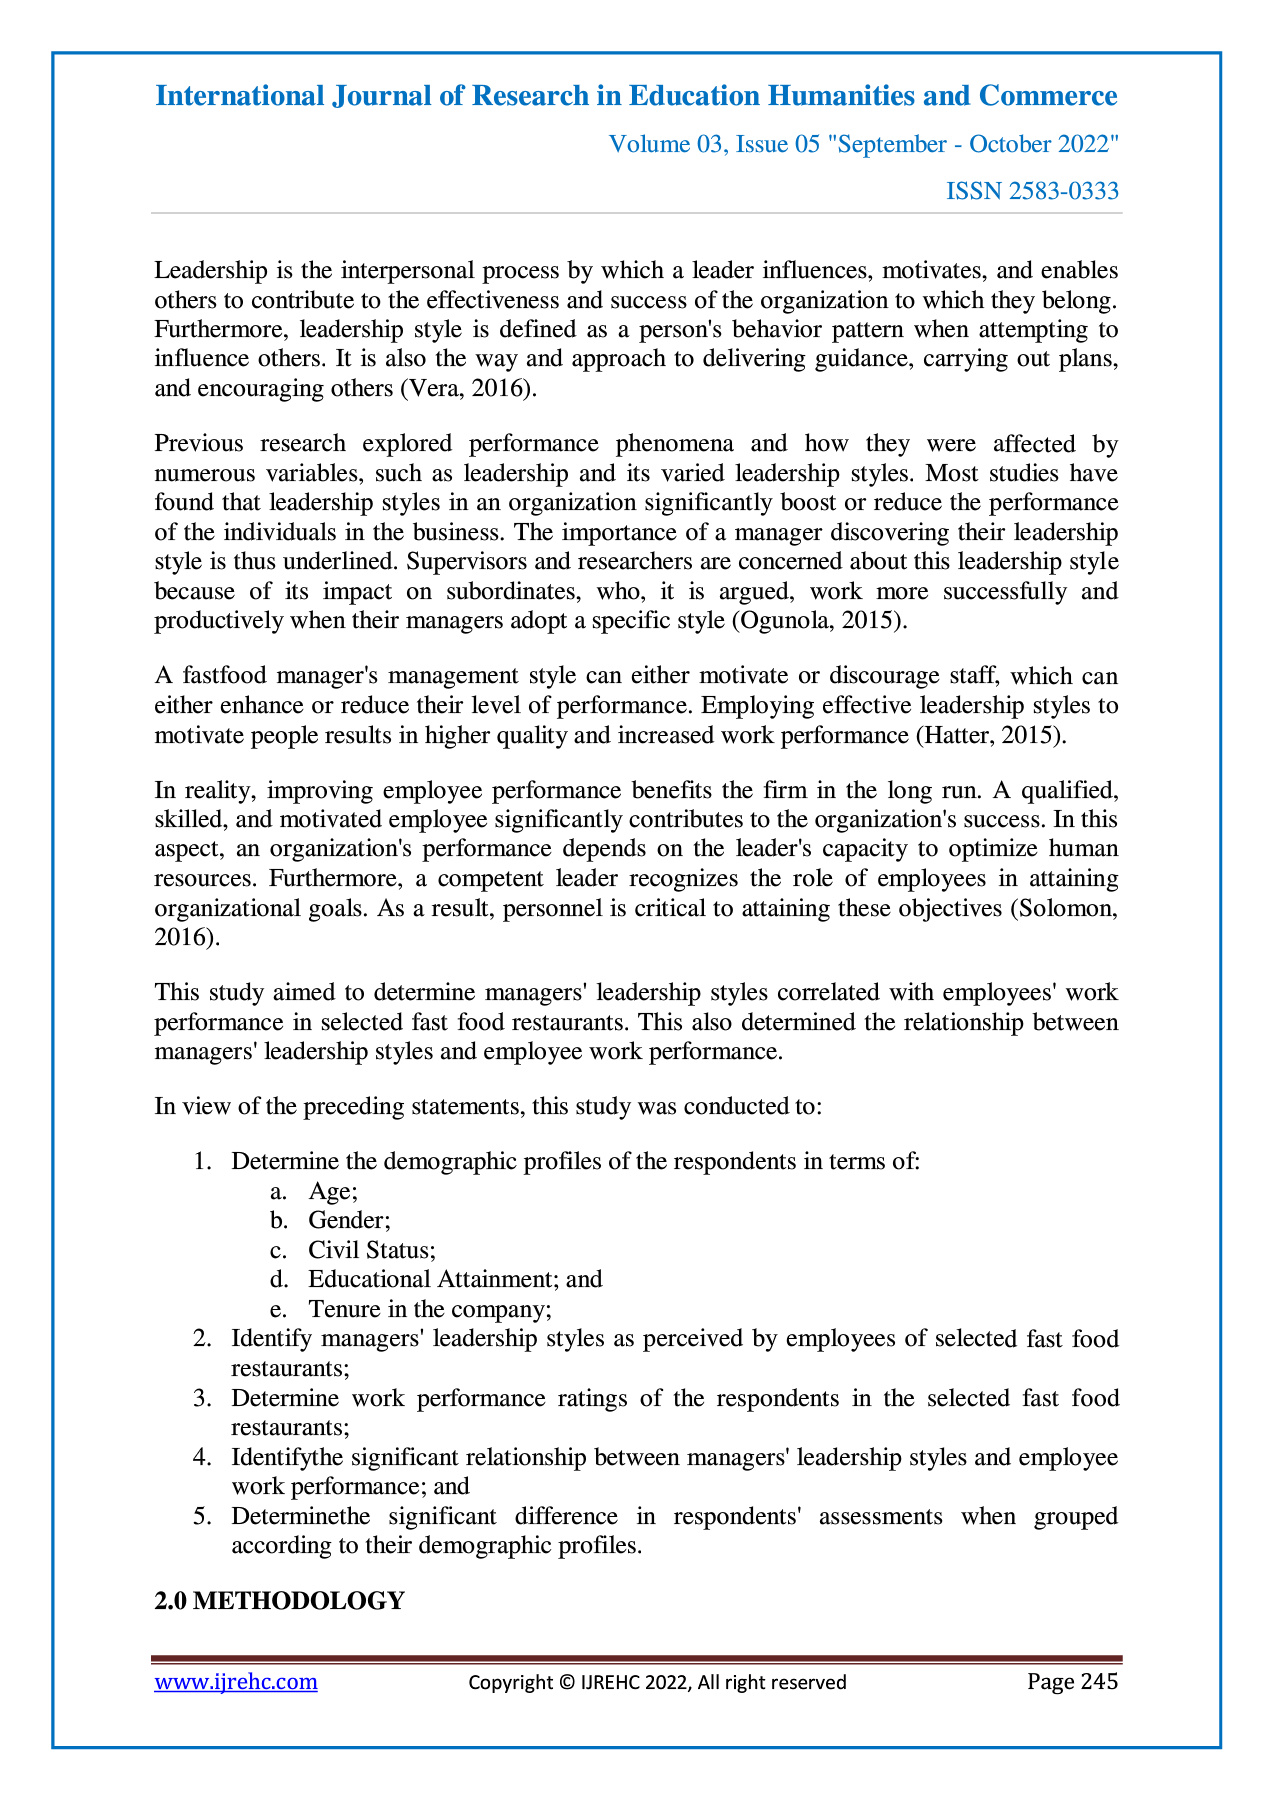 International Journal of Research in Education Humanities and Commerce
Volume 03, Issue 05 "September - October 2022"
ISSN 2583-0333
Leadership is the interpersonal process by which a leader influences, motivates, and enables
others to contribute to the effectiveness and success of the organization to which they belong.
Furthermore, leadership style is defined as a person's behavior pattern when attempting to
influence others. It is also the way and approach to delivering guidance, carrying out plans,
and encouraging others (Vera, 2016).
Previous research explored performance phenomena and how they were affected by
numerous variables, such as leadership and its varied leadership styles. Most studies have
found that leadership styles in an organization significantly boost or reduce the performance
of the individuals in the business. The importance of a manager discovering their leadership
style is thus underlined. Supervisors and researchers are concerned about this leadership style
because of its impact on subordinates, who, it is argued, work more successfully and
productively when their managers adopt a specific style (Ogunola, 2015).
A fastfood manager's management style can either motivate or discourage staff, which can
either enhance or reduce their level of performance. Employing effective leadership styles to
motivate people results in higher quality and increased work performance (Hatter, 2015).
In reality, improving employee performance benefits the firm in the long run. A qualified,
skilled, and motivated employee significantly contributes to the organization's success. In this
aspect, an organization's performance depends on the leader's capacity to optimize human
resources. Furthermore, a competent leader recognizes the role of employees in attaining
organizational goals. As a result, personnel is critical to attaining these objectives (Solomon,
2016).
This study aimed to determine managers' leadership styles correlated with employees' work
performance in selected fast food restaurants. This also determined the relationship between
managers' leadership styles and employee work performance.
In view of the preceding statements, this study was conducted to:
1. Determine the demographic profiles of the respondents in terms of:
a. Age;
b. Gender;
c. Civil Status;
d. Educational Attainment; and
e. Tenure in the company;
2. Identify managers' leadership styles as perceived by employees of selected fast food
restaurants;
3. Determine work performance ratings of the respondents in the selected fast food
restaurants;
4. Identifythe significant relationship between managers' leadership styles and employee
work performance; and
5. Determinethe significant difference in respondents' assessments when grouped
according to their demographic profiles.
2.0 METHODOLOGY
www.ijrehc.com Copyright © IJREHC 2022, All right reserved Page 245